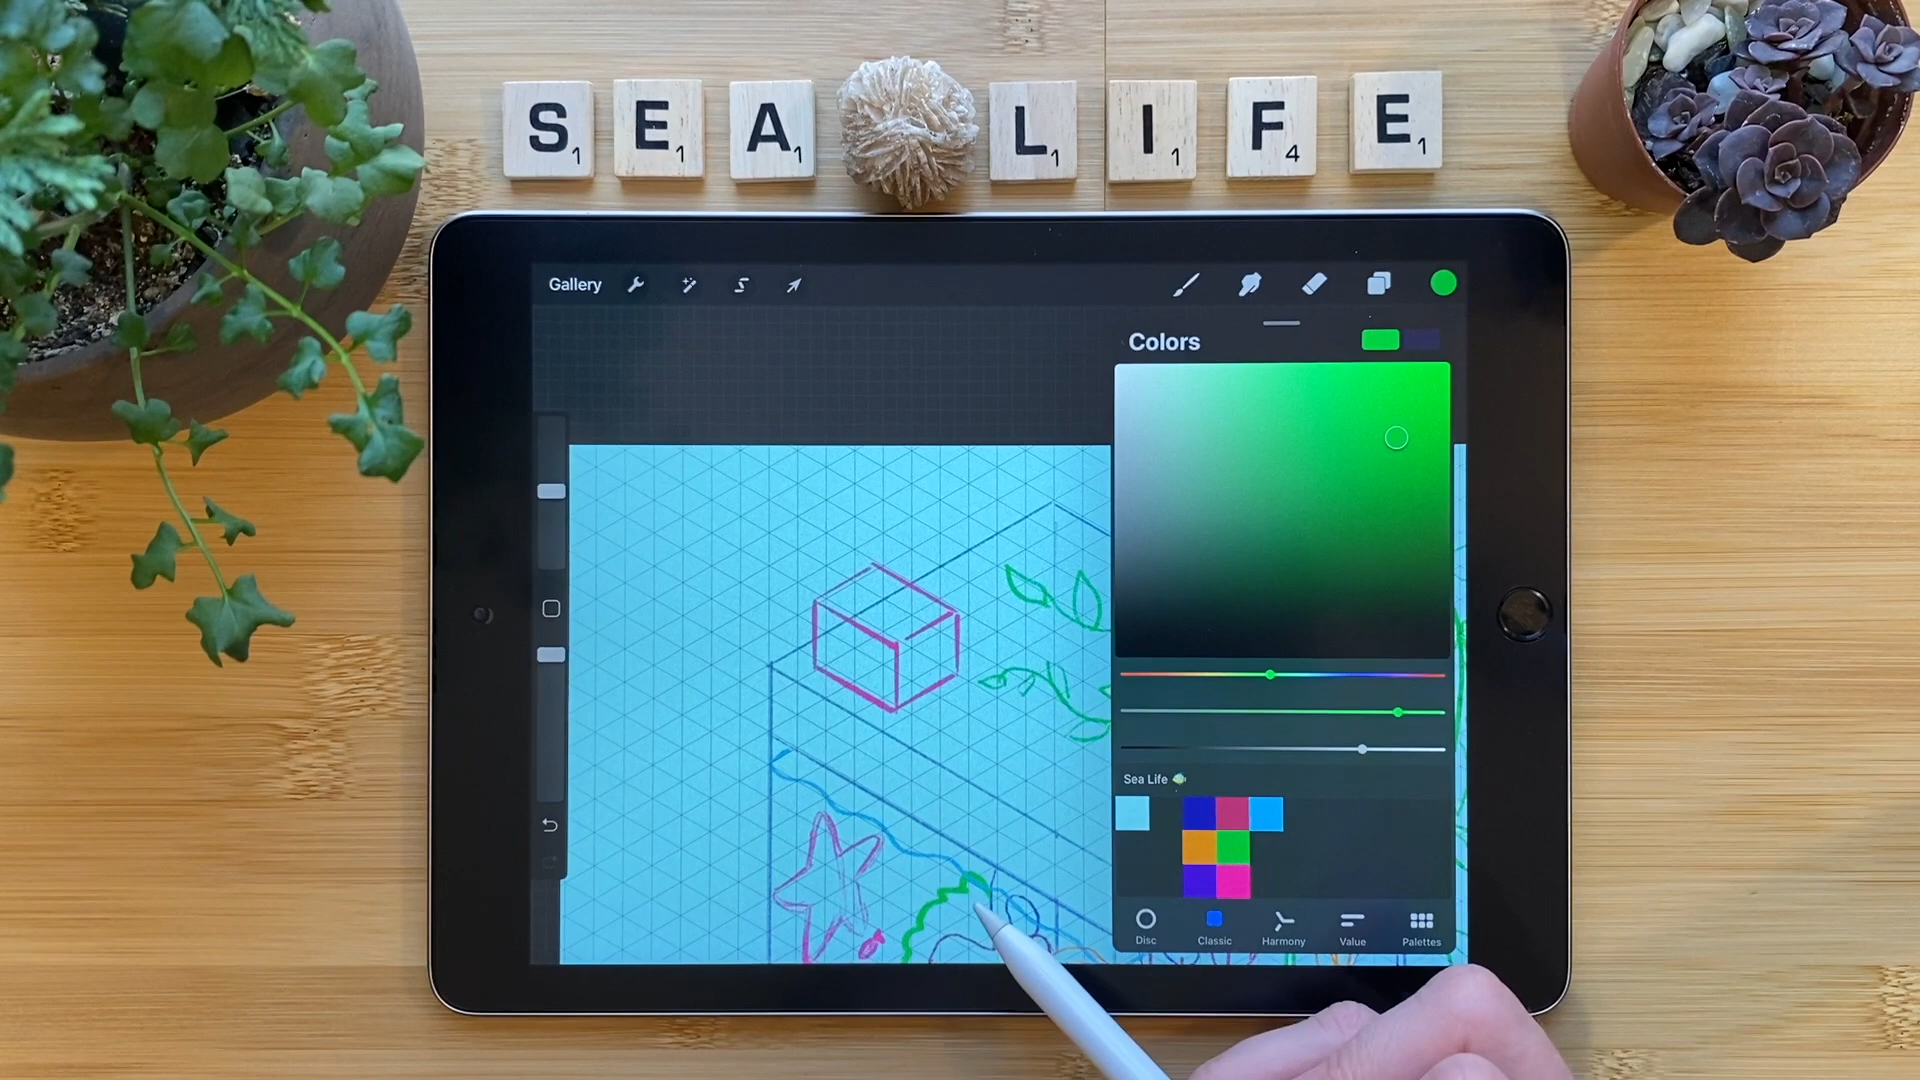 S1 E1 A1 L1 I1 F4 E1
Gallery
Colors
Sea Life 🐠
Disc Classic Harmony Value Palettes